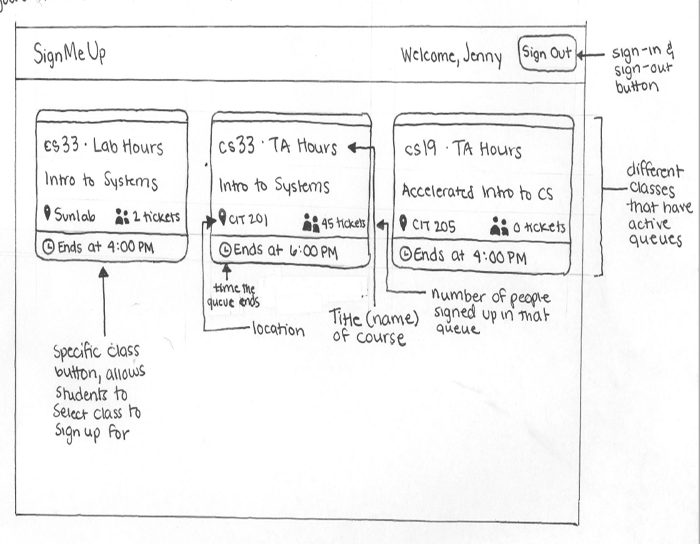 SignMeUp
Welcome, Jenny
Sign Out
sign-in &
sign-out
button
cs33 · Lab Hours
Intro to Systems
Sunlab
2 tickets
Ends at 4:00 PM
cs33 · TA Hours
Intro to Systems
CIT 201
45 tickets
Ends at 6:00 PM
cs19 · TA Hours
Accelerated Intro to CS
CIT 205
0 tickets
Ends at 4:00 PM
different
classes
that have
active
queues
time the
queue ends
location
Title (name)
of course
number of people
signed up in that
queue
Specific class
button, allows
Students to
Select class to
Sign up for